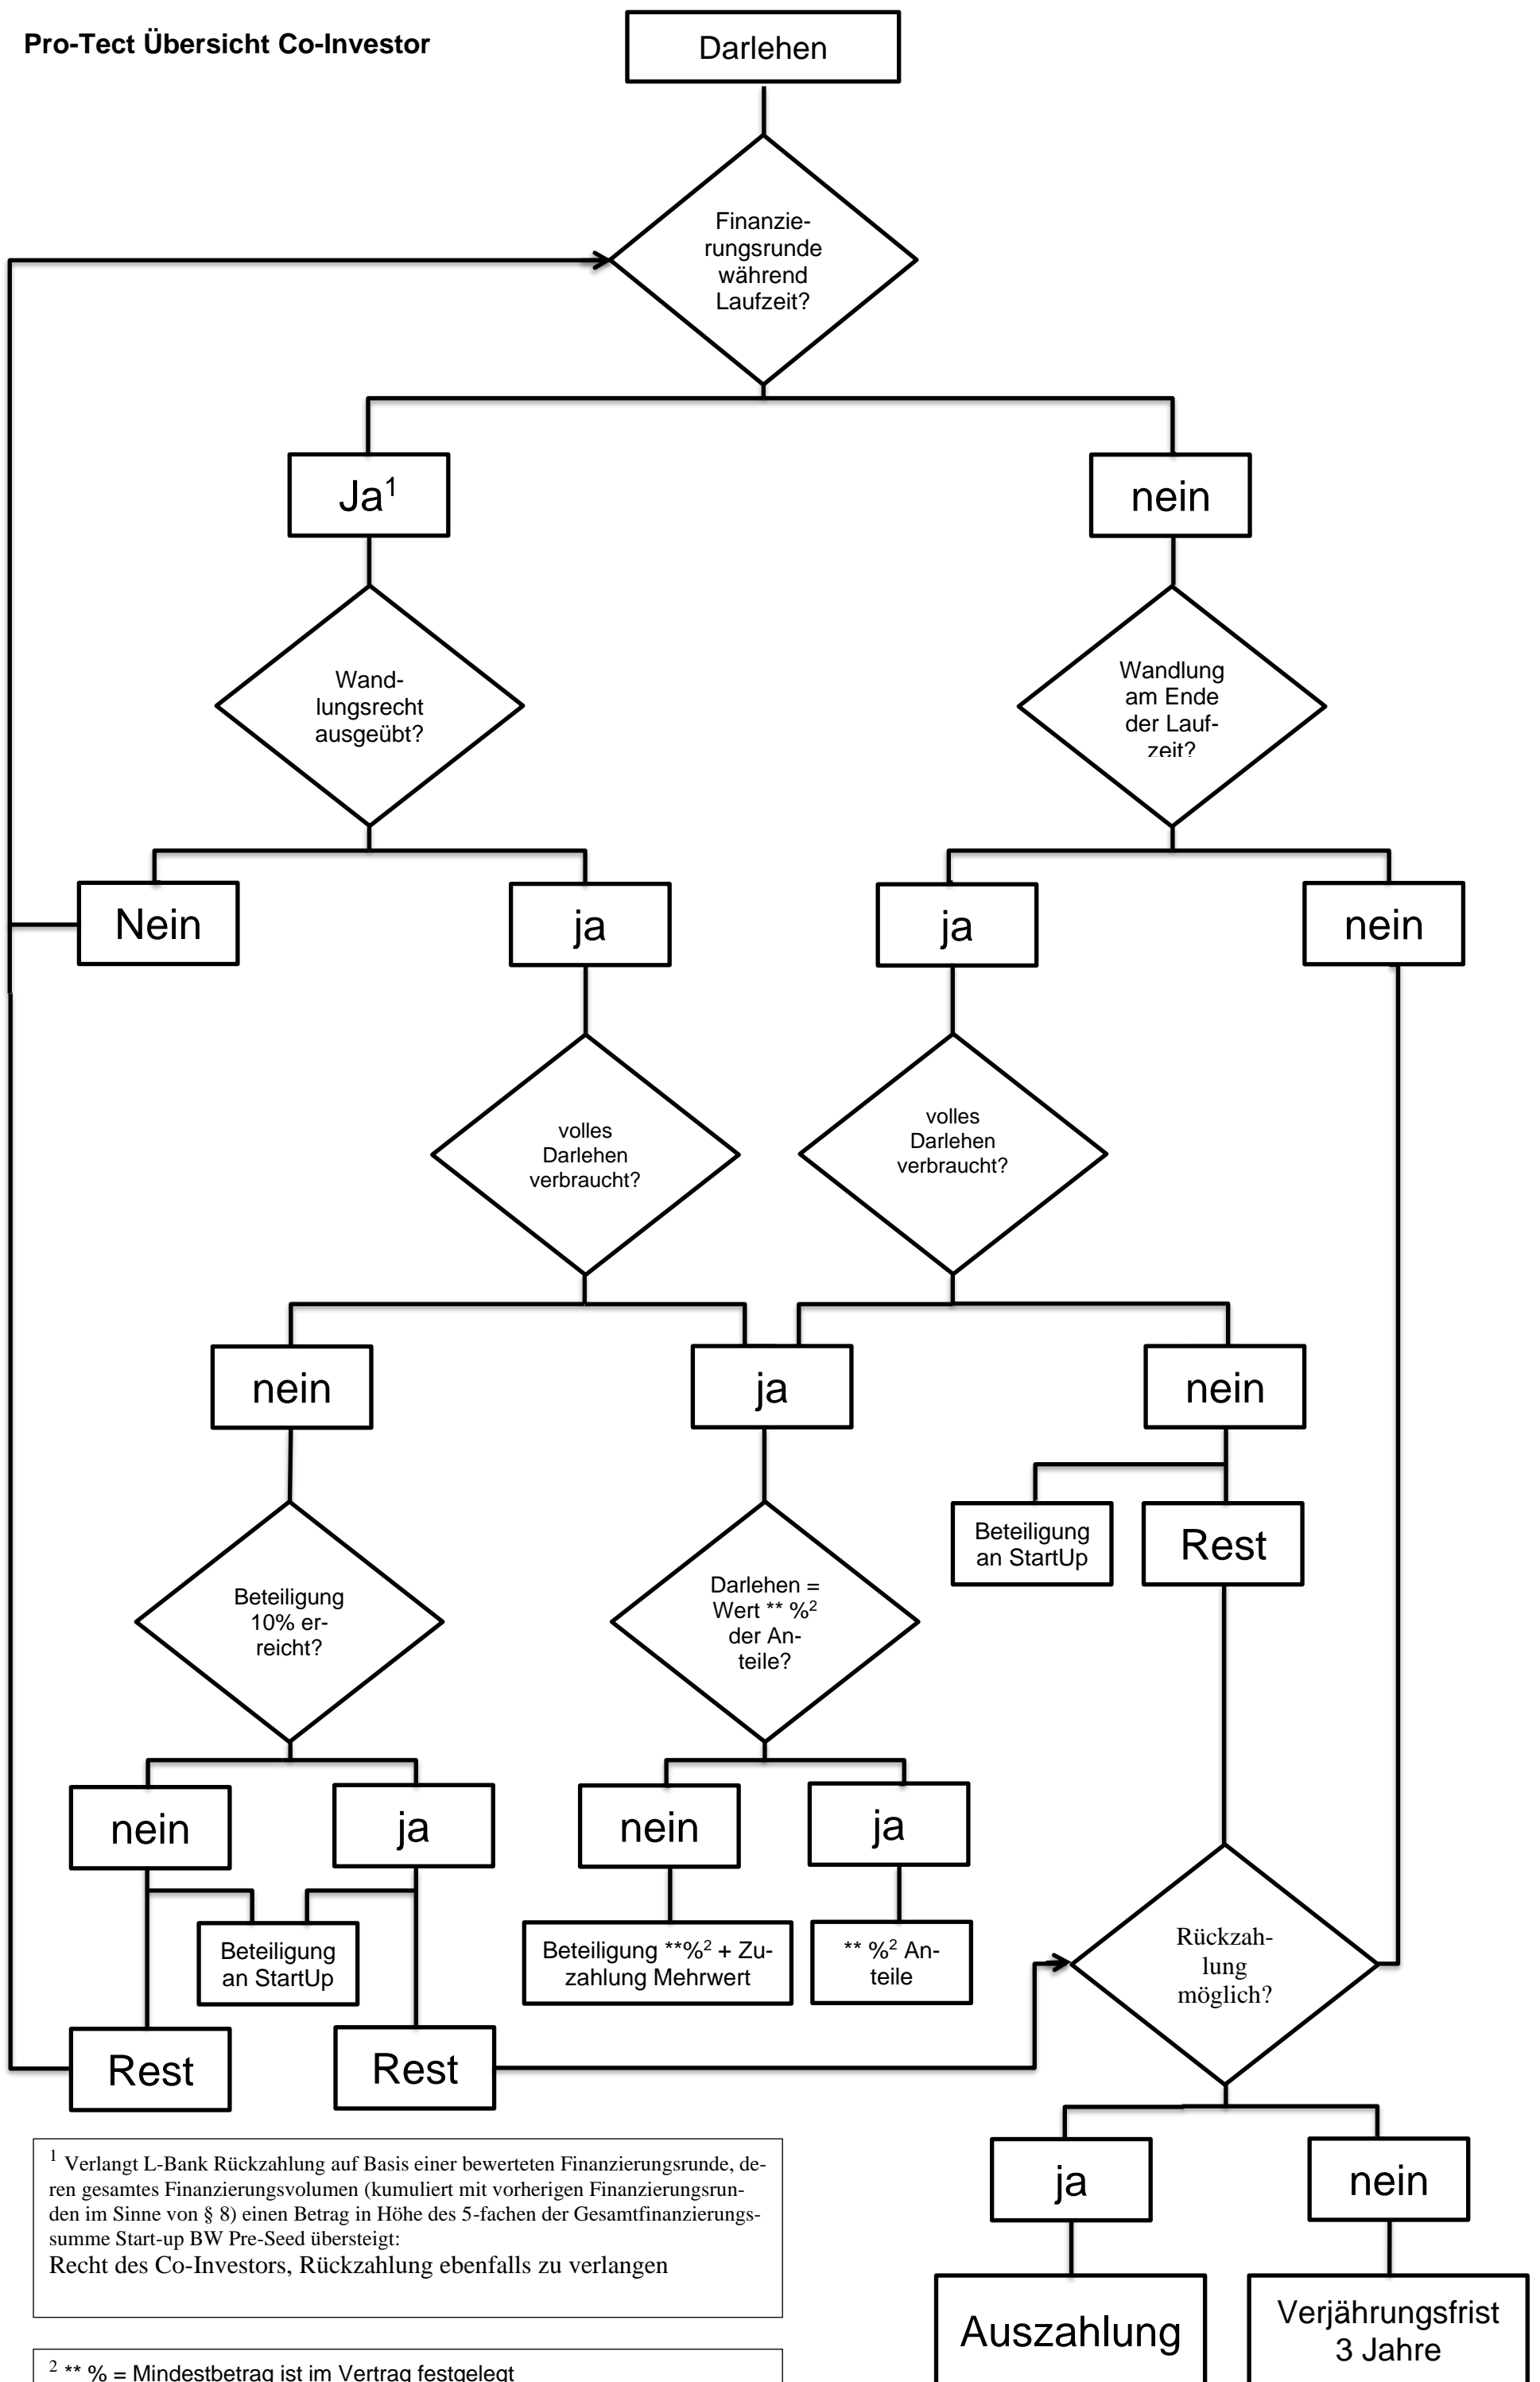 Pro-Tect Übersicht Co-Investor
Darlehen
Finanzie-
rungsrunde
während
Laufzeit?
Ja¹
nein
Wand-
lungsrecht
ausgeübt?
Wandlung
am Ende
der Lauf-
zeit?
Nein
ja
ja
nein
volles
Darlehen
verbraucht?
volles
Darlehen
verbraucht?
nein
ja
nein
Beteiligung
an StartUp
Rest
Beteiligung
10% er-
reicht?
Darlehen =
Wert ** %²
der An-
teile?
nein
ja
nein
ja
Beteiligung
an StartUp
Beteiligung **%² + Zu-
zahlung Mehrwert
** %² An-
teile
Rückzah-
lung
möglich?
Rest
Rest
ja
nein
Auszahlung
Verjährungsfrist
3 Jahre
¹ Verlangt L-Bank Rückzahlung auf Basis einer bewerteten Finanzierungsrunde, de-
ren gesamtes Finanzierungsvolumen (kumuliert mit vorherigen Finanzierungsrun-
den im Sinne von § 8) einen Betrag in Höhe des 5-fachen der Gesamtfinanzierungs-
summe Start-up BW Pre-Seed übersteigt:
Recht des Co-Investors, Rückzahlung ebenfalls zu verlangen
² ** % = Mindestbetrag ist im Vertrag festgelegt